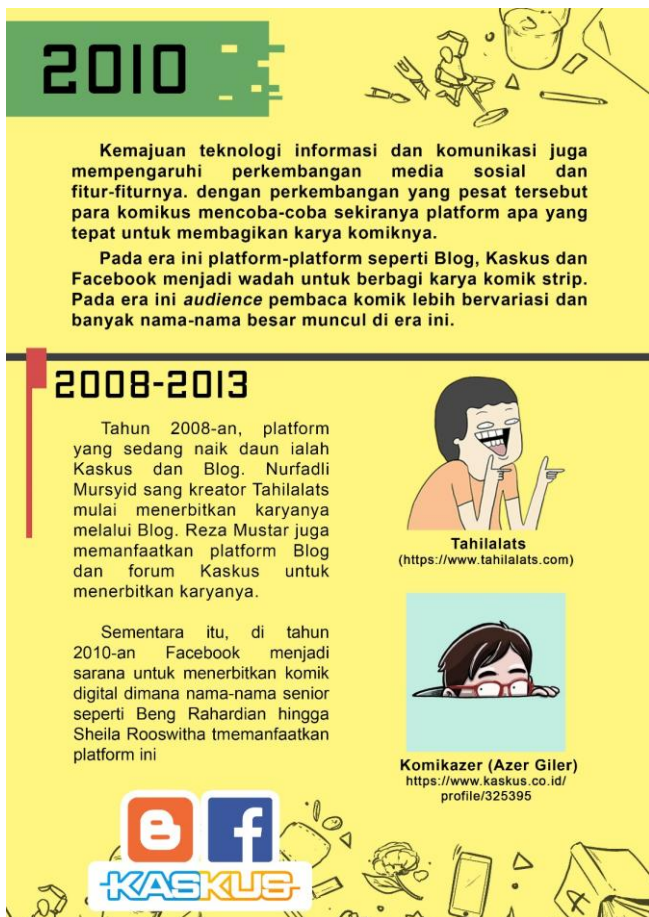 2010
Kemajuan teknologi informasi dan komunikasi juga
mempengaruhi perkembangan media sosial dan
fitur-fiturnya. dengan perkembangan yang pesat tersebut
para komikus mencoba-coba sekiranya platform apa yang
tepat untuk membagikan karya komiknya.
Pada era ini platform-platform seperti Blog, Kaskus dan
Facebook menjadi wadah untuk berbagi karya komik strip.
Pada era ini audience pembaca komik lebih bervariasi dan
banyak nama-nama besar muncul di era ini.
2008-2013
Tahun 2008-an, platform
yang sedang naik daun ialah
Kaskus dan Blog. Nurfadli
Mursyid sang kreator Tahilalats
mulai menerbitkan karyanya
melalui Blog. Reza Mustar juga
memanfaatkan platform Blog
dan forum Kaskus untuk
menerbitkan karyanya.
Sementara itu, di tahun
2010-an Facebook menjadi
sarana untuk menerbitkan komik
digital dimana nama-nama senior
seperti Beng Rahardian hingga
Sheila Rooswitha tmemanfaatkan
platform ini
Tahilalats
(https://www.tahilalats.com)
Komikazer (Azer Giler)
https://www.kaskus.co.id/
profile/325395
KASKUS
A